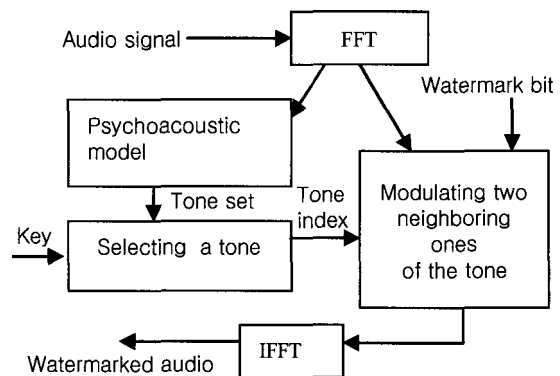 Audio signal
FFT
Watermark bit
Psychoacoustic
model
Tone set
Tone
index
Modulating two
neighboring
ones
of the tone
Key
Selecting a tone
IFFT
Watermarked audio